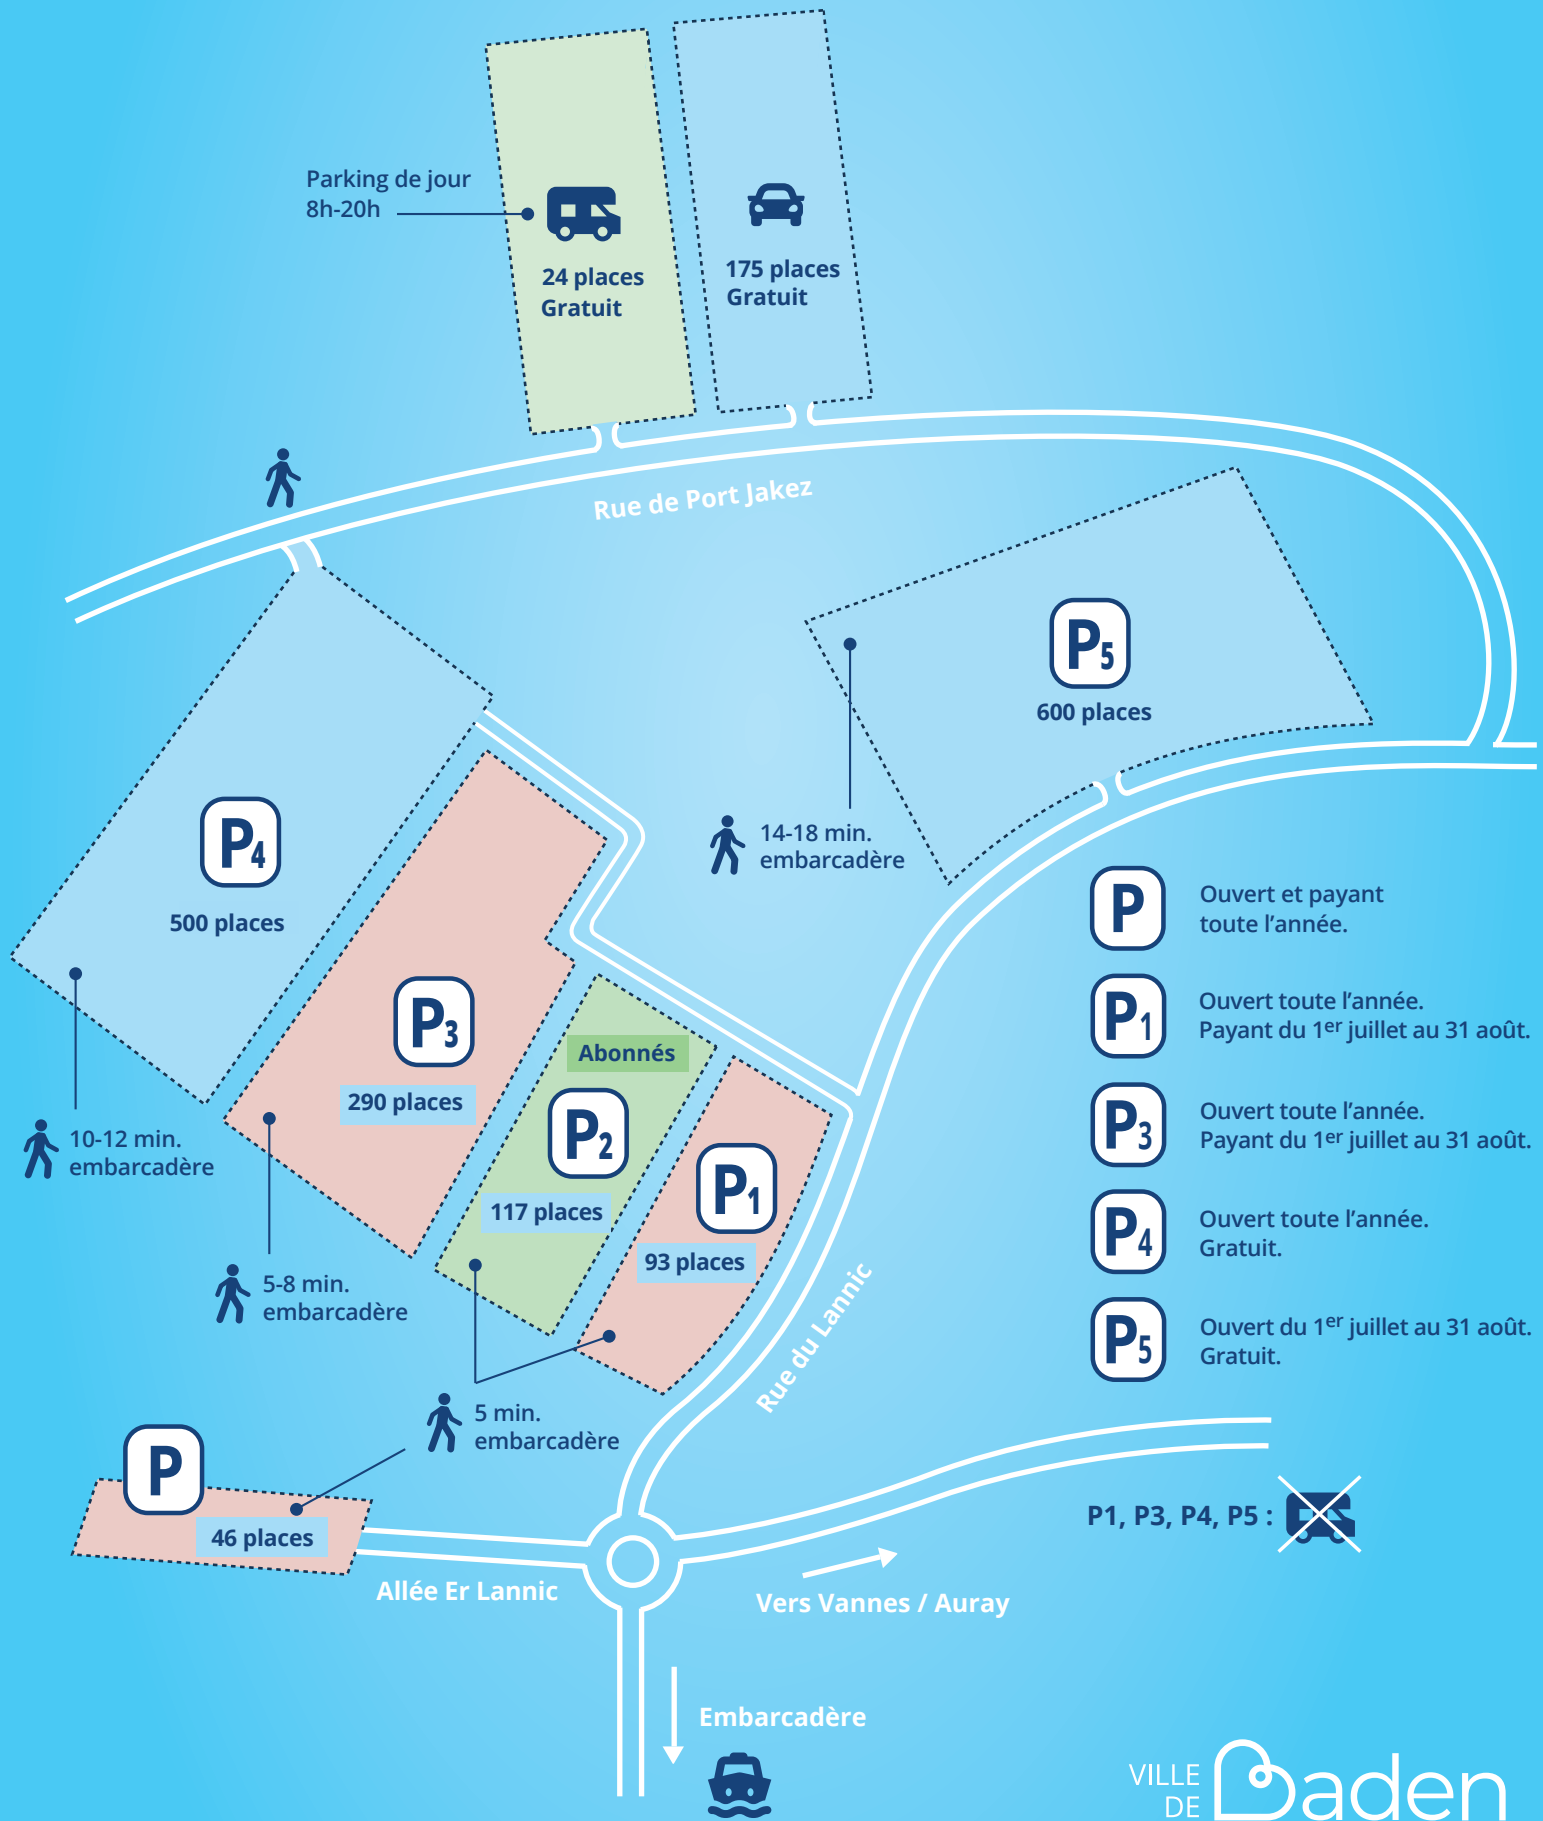 Parking de jour
8h-20h
24 places
Gratuit
175 places
Gratuit
Rue de Port Jakez
P5
600 places
14-18 min.
embarcadère
P4
500 places
10-12 min.
embarcadère
P3
290 places
5-8 min.
embarcadère
Abonnés
P2
117 places
P1
93 places
5 min.
embarcadère
P
46 places
Rue du Lannic
Allée Er Lannic
Vers Vannes / Auray
Embarcadère
P
Ouvert et payant
toute l’année.
P1
Ouvert toute l’année.
Payant du 1er juillet au 31 août.
P3
Ouvert toute l’année.
Payant du 1er juillet au 31 août.
P4
Ouvert toute l’année.
Gratuit.
P5
Ouvert du 1er juillet au 31 août.
Gratuit.
P1, P3, P4, P5 :
VILLE
DE Baden